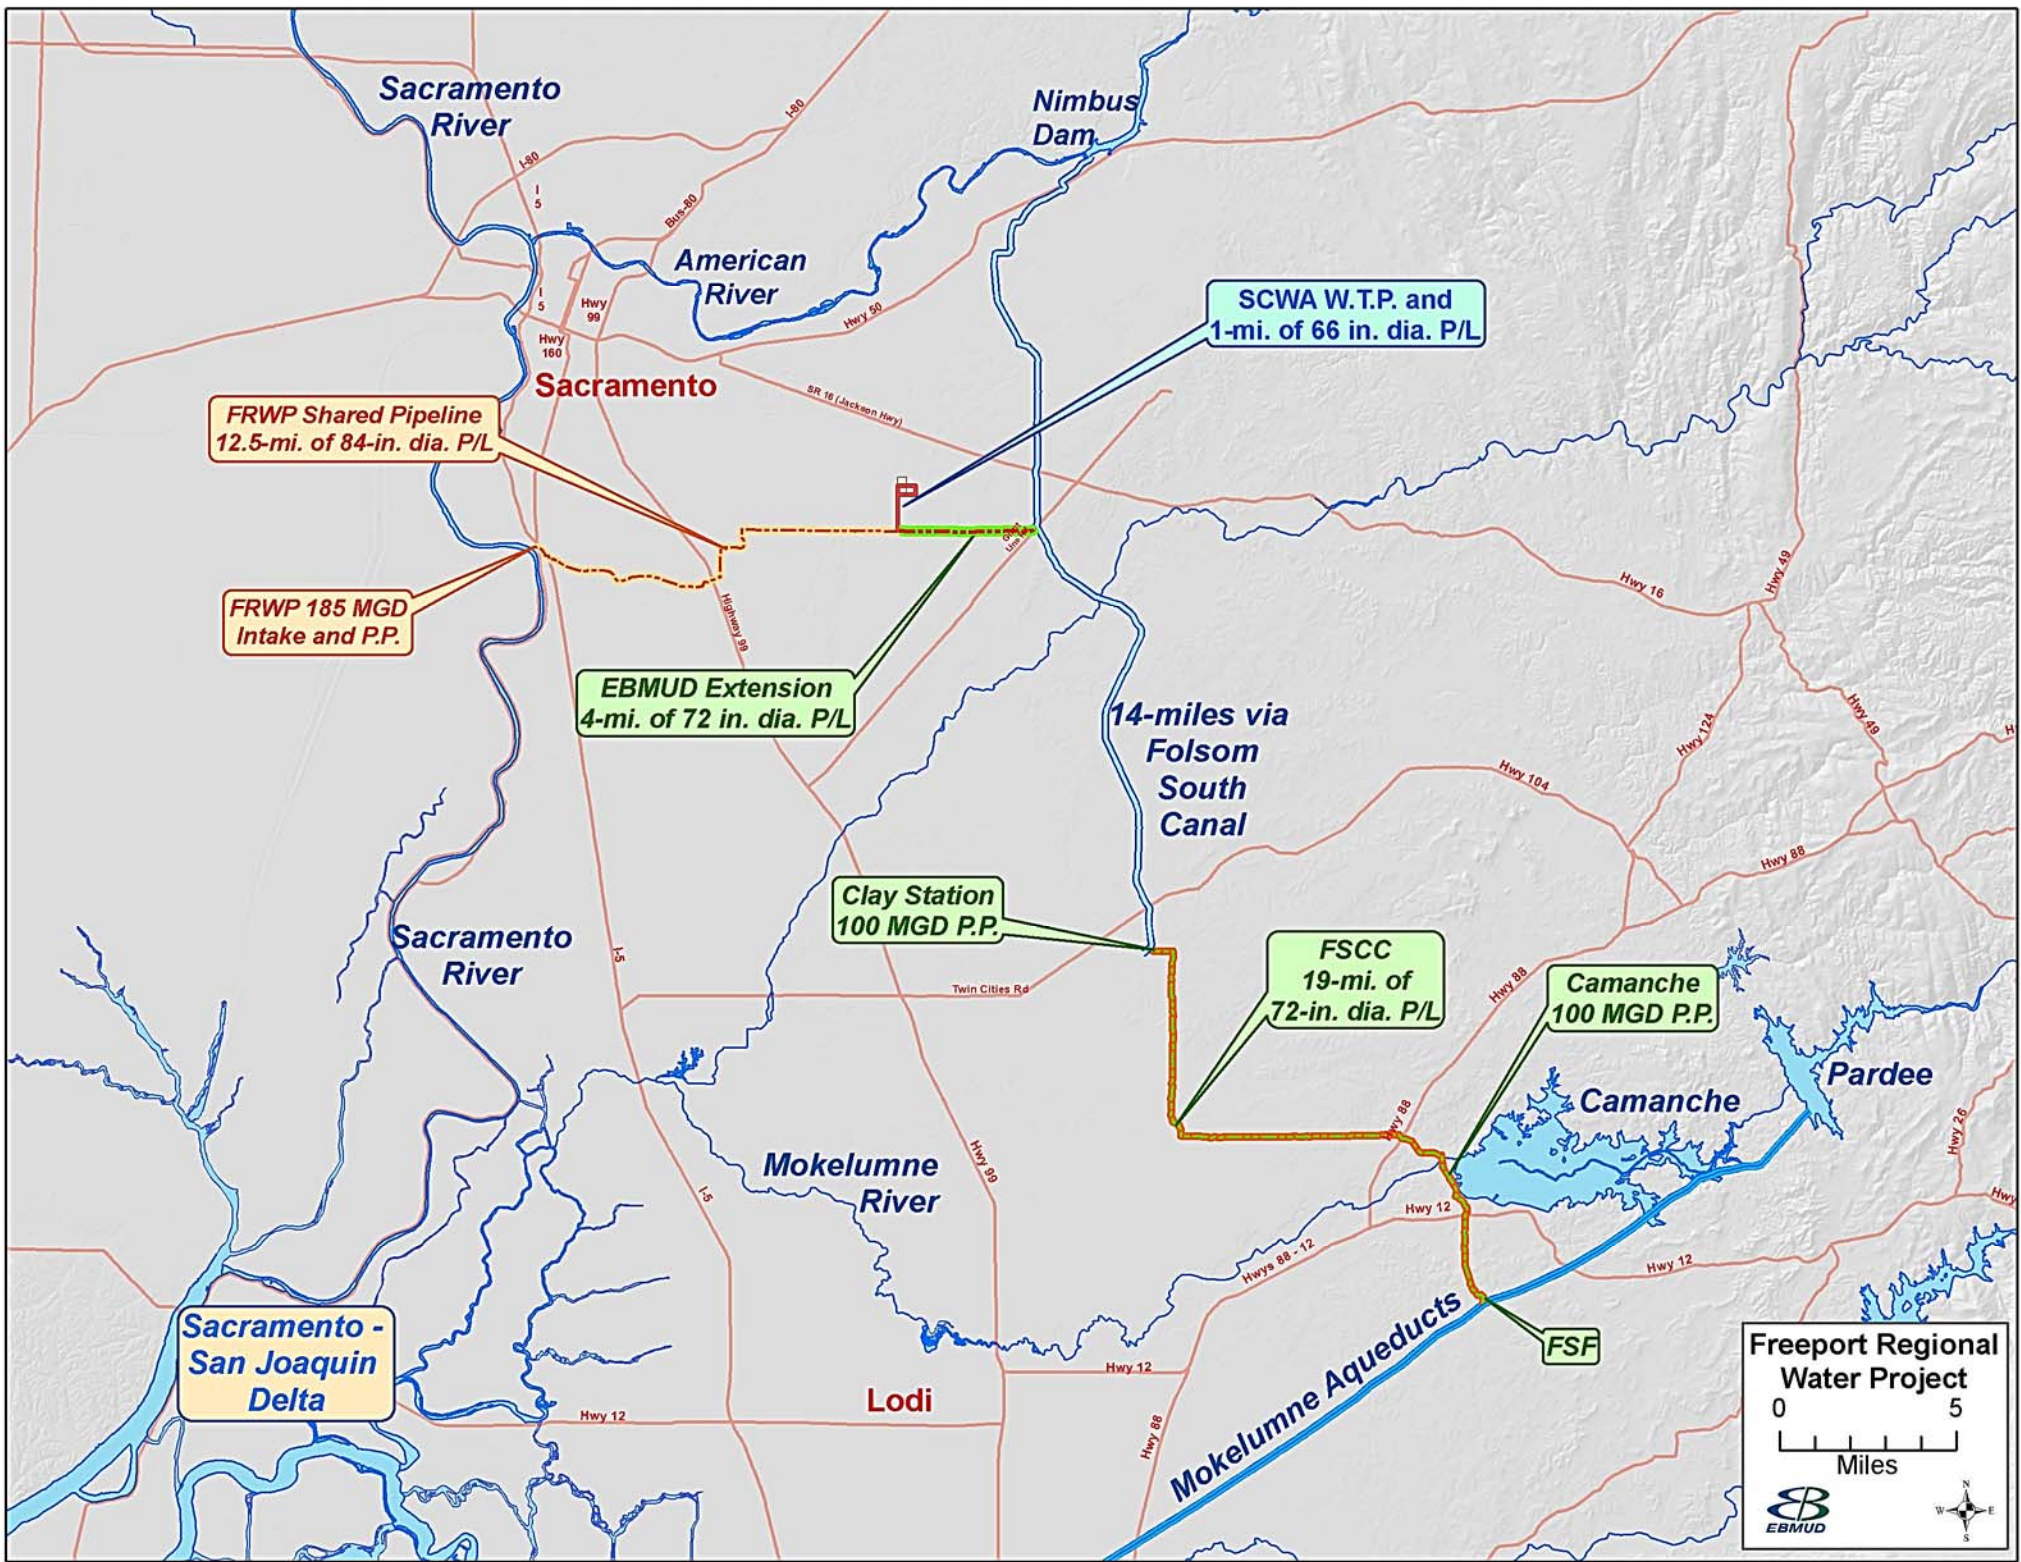 Sacramento
River
Nimbus
Dam
I-80
I-80
I
5
Bus-80
American
River
I
5
Hwy
99
Hwy
160
Hwy 50
SCWA W.T.P. and
1-mi. of 66 in. dia. P/L
Sacramento
SR 16 (Jackson Hwy)
FRWP Shared Pipeline
12.5-mi. of 84-in. dia. P/L
FRWP 185 MGD
Intake and P.P.
Line
Highway 99
Hwy 16
Hwy 49
EBMUD Extension
4-mi. of 72 in. dia. P/L
14-miles via
Folsom
South
Canal
Hwy 124
Hwy 49
H
Hwy 104
Hwy 88
Clay Station
100 MGD P.P.
Sacramento
River
I-5
Twin Cities Rd
FSCC
19-mi. of
72-in. dia. P/L
Hwy 88
Camanche
100 MGD P.P.
Pardee
Camanche
Hwy 88
Hwy 26
Mokelumne
River
Hwy 99
I-5
Hwy 12
Hwy
Hwys 88 - 12
Hwy 12
Mokelumne Aqueducts
FSF
Sacramento -
San Joaquin
Delta
Hwy 12
Lodi
Hwy 12
Hwy 88
Freeport Regional
Water Project
0 5
Miles
EBMUD
N
W E
S